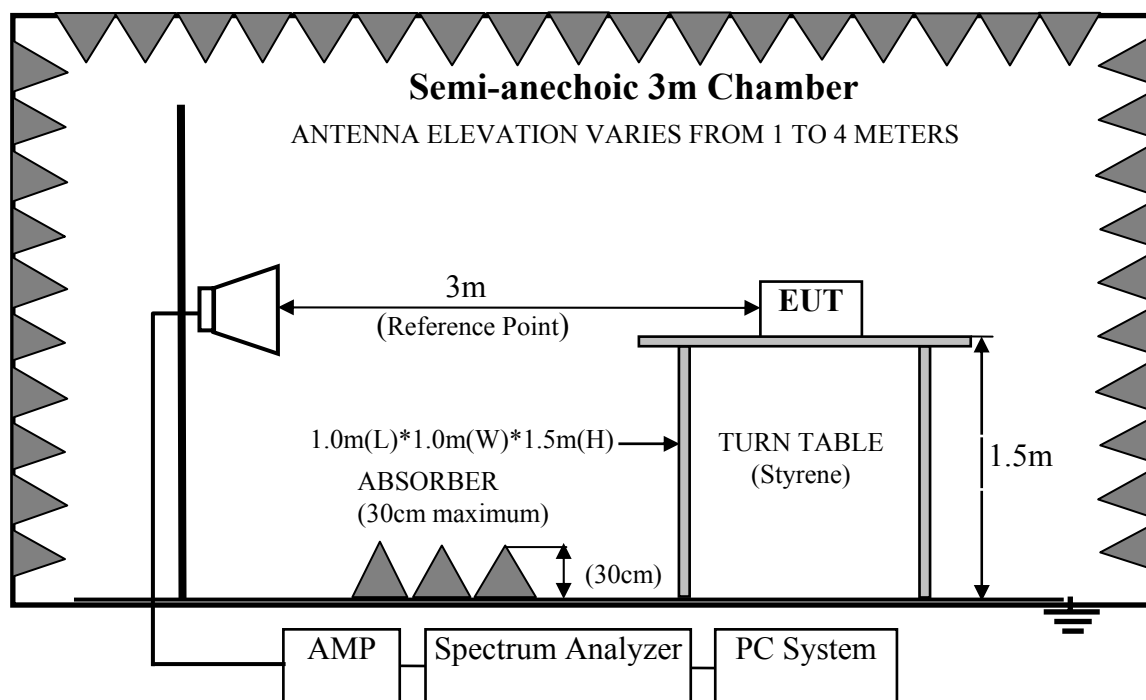 Semi-anechoic 3m Chamber
ANTENNA ELEVATION VARIES FROM 1 TO 4 METERS
3m
(Reference Point)
EUT
1.0m(L)*1.0m(W)*1.5m(H)
TURN TABLE
(Styrene)
1.5m
ABSORBER
(30cm maximum)
(30cm)
AMP
Spectrum Analyzer
PC System